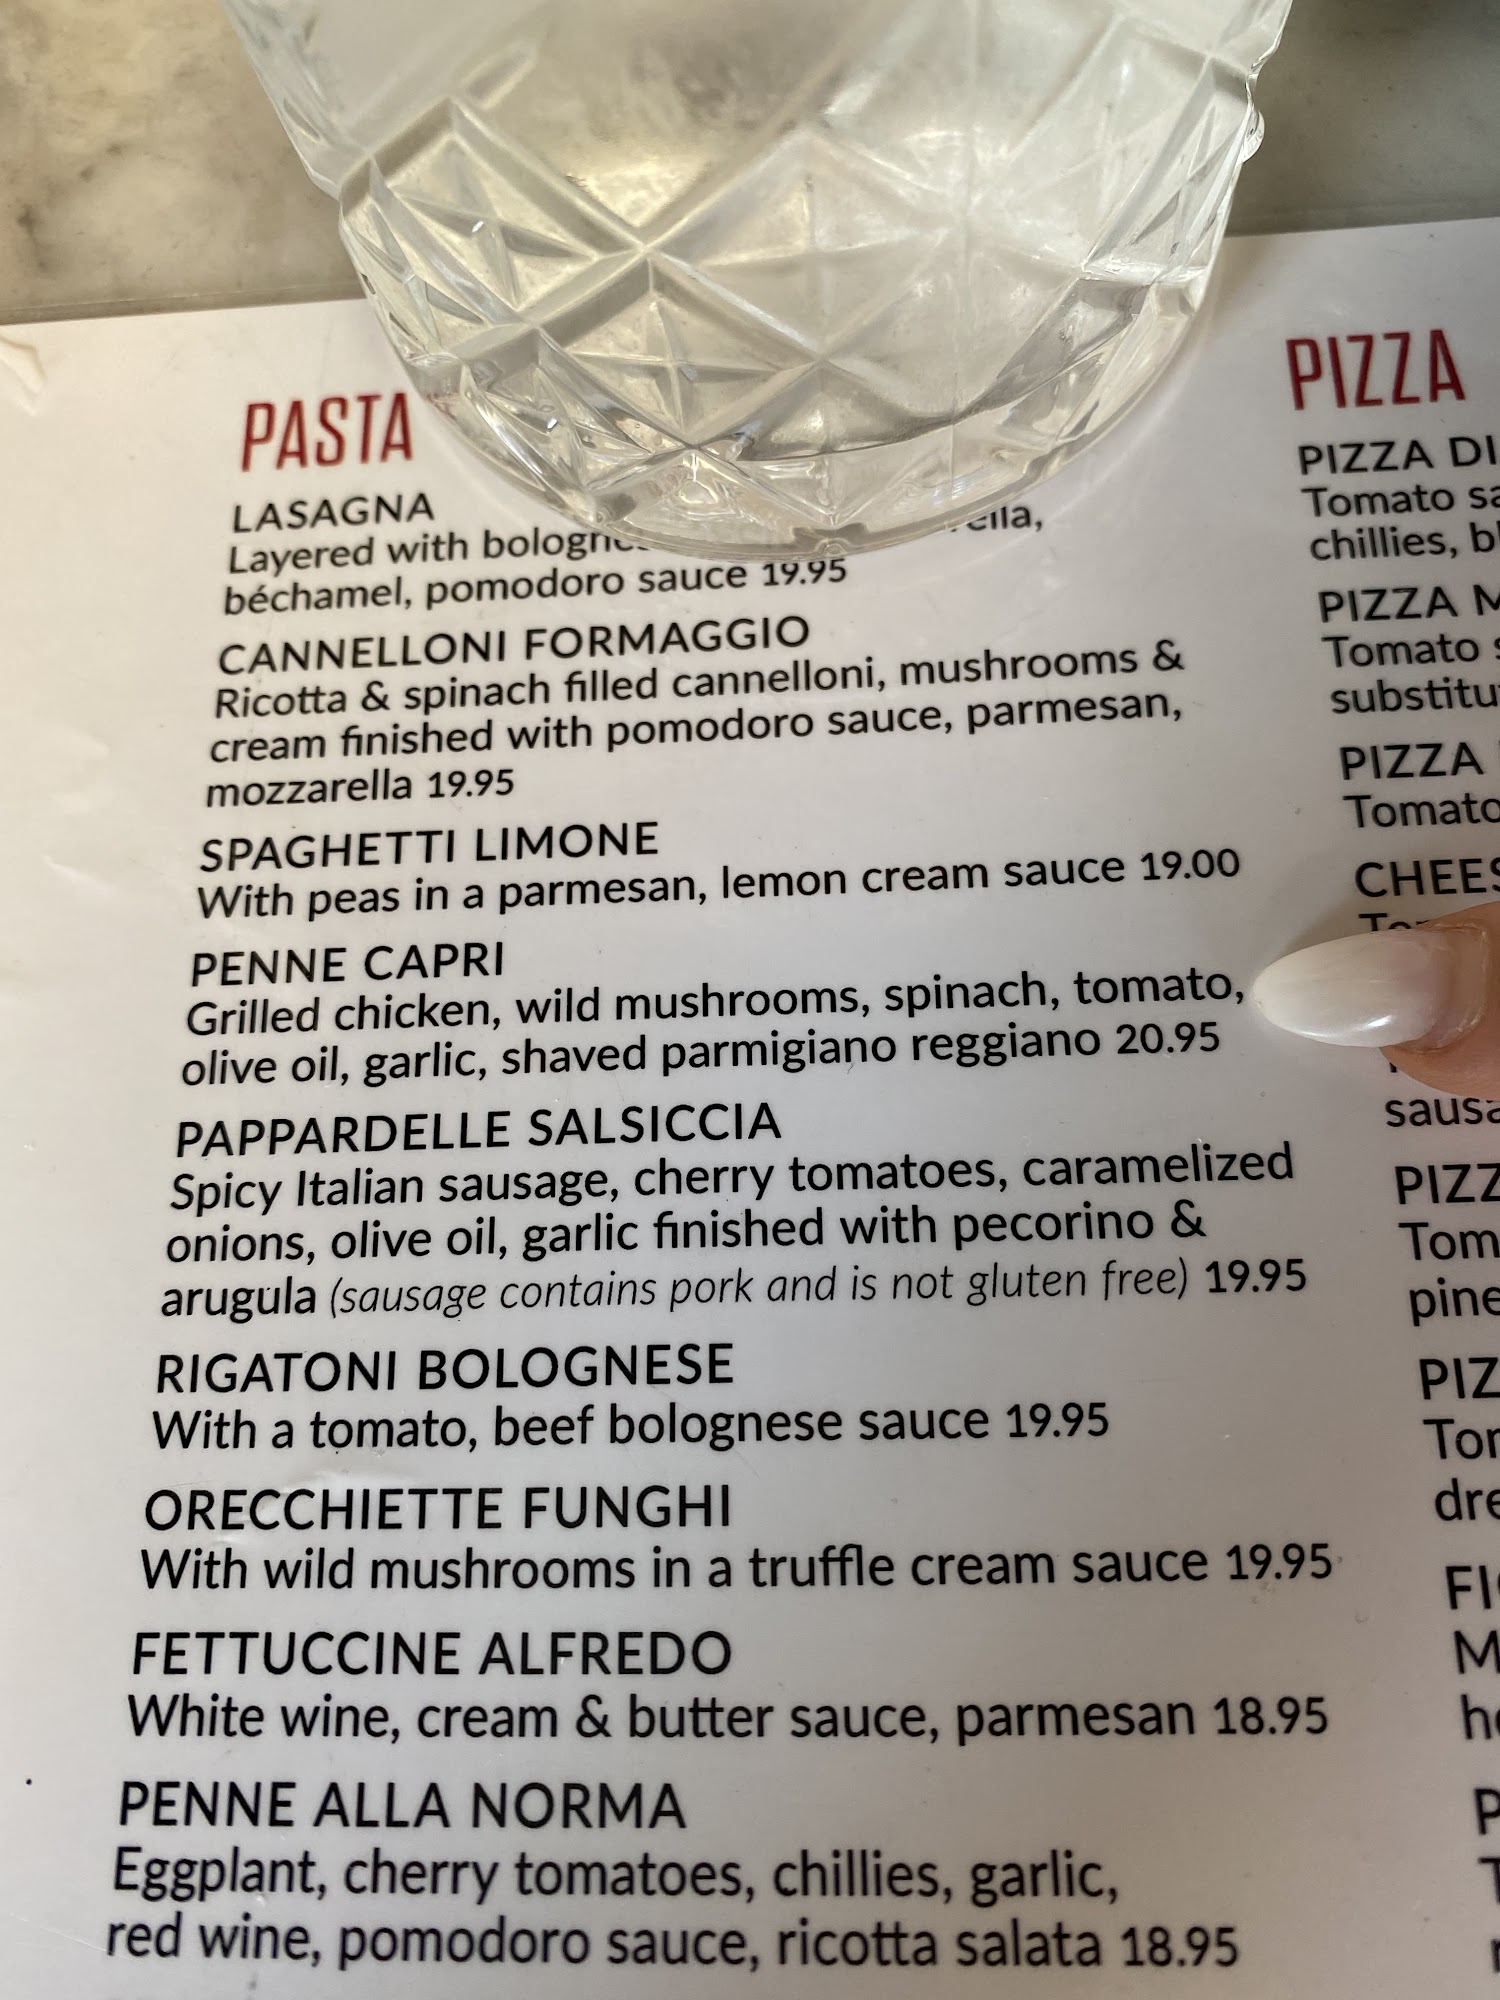 PASTA
LASAGNA
Layered with
béchamel, pomodoro sauce 19.95
CANNELLONI FORMAGGIO
Ricotta & spinach filled cannelloni, mushrooms &
cream finished with pomodoro sauce, parmesan,
mozzarella 19.95
SPAGHETTI LIMONE
With peas in a parmesan, lemon cream sauce 19.00
PENNE CAPRI
Grilled chicken, wild mushrooms, spinach, tomato,
olive oil, garlic, shaved parmigiano reggiano 20.95
PAPPARDELLE SALSICCIA
Spicy Italian sausage, cherry tomatoes, caramelized
onions, olive oil, garlic finished with pecorino &
arugula (sausage contains pork and is not gluten free) 19.95
RIGATONI BOLOGNESE
With a tomato, beef bolognese sauce 19.95
ORECCHIETTE FUNGHI
With wild mushrooms in a truffle cream sauce 19.95
FETTUCCINE ALFREDO
White wine, cream & butter sauce, parmesan 18.95
PENNE ALLA NORMA
Eggplant, cherry tomatoes, chillies, garlic,
red wine, pomodoro sauce, ricotta salata 18.95
PIZZA
PIZZA DI
Tomato
chillies,
PIZZA
Tomato
PIZZA
Tomato